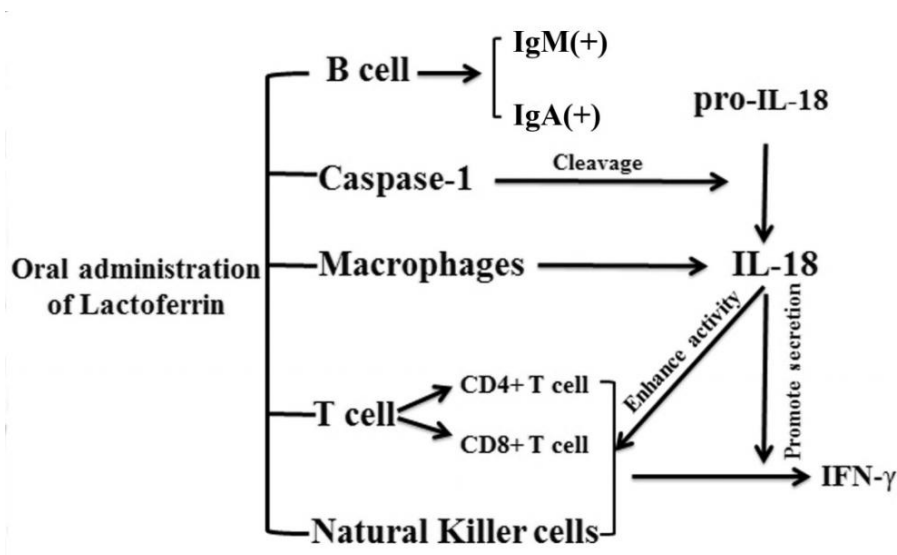 IgM(+)
B cell
IgA(+)
pro-IL-18
Cleavage
Caspase-1
Oral administration
of Lactoferrin
Macrophages
IL-18
Enhance activity
Promote secretion
CD4+ T cell
T cell
CD8+ T cell
IFN-γ
Natural Killer cells